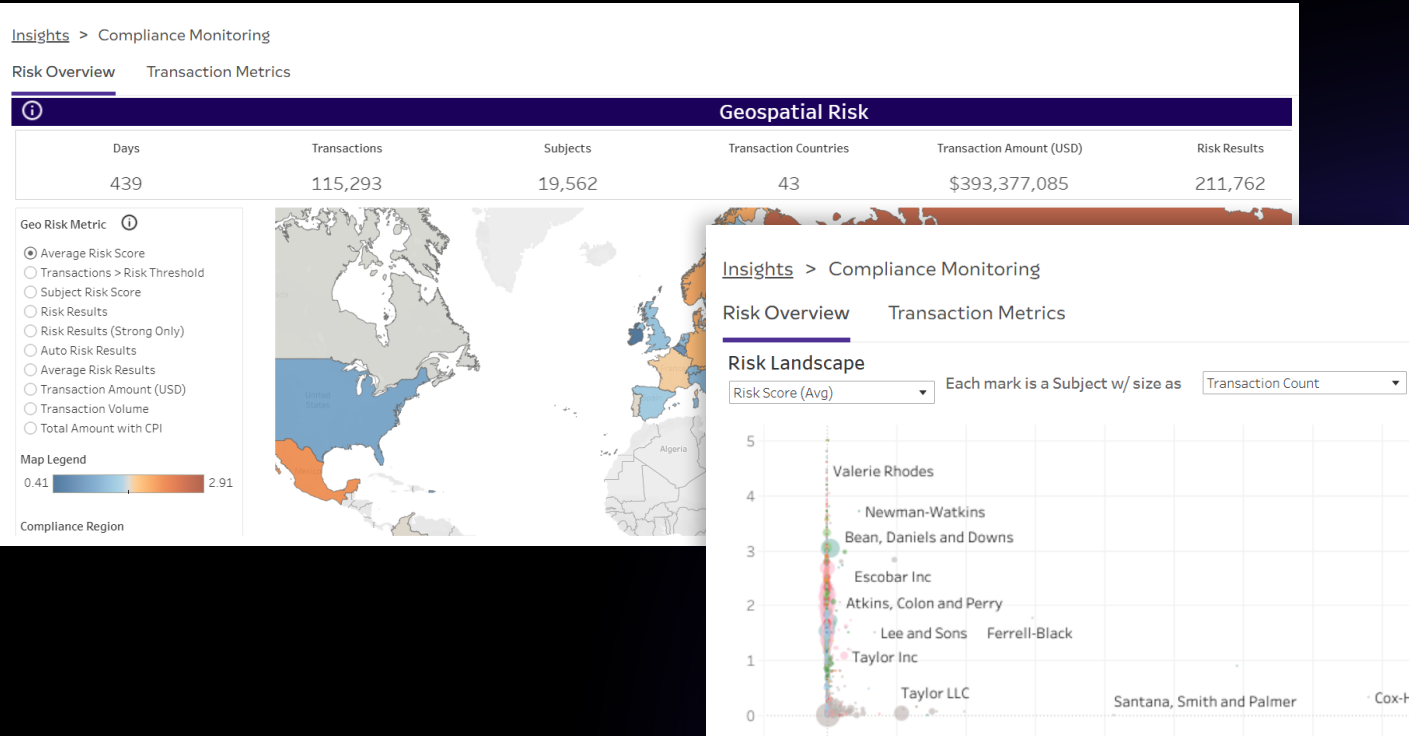 Insights > Compliance Monitoring
Risk Overview Transaction Metrics
Geospatial Risk
Days Transactions Subjects Transaction Countries Transaction Amount (USD) Risk Results
439 115,293 19,562 43 $393,377,085 211,762
Geo Risk Metric
Average Risk Score
Transactions > Risk Threshold
Subject Risk Score
Risk Results
Risk Results (Strong Only)
Auto Risk Results
Average Risk Results
Transaction Amount (USD)
Transaction Volume
Total Amount with CPI
Map Legend
0.41 2.91
Compliance Region
United
States
Mexico
Algeria
Insights > Compliance Monitoring
Risk Overview Transaction Metrics
Risk Landscape
Risk Score (Avg) Each mark is a Subject w/ size as Transaction Count
5
Valerie Rhodes
4
Newman-Watkins
Bean, Daniels and Downs
3
Escobar Inc
2 Atkins, Colon and Perry
Lee and Sons Ferrell-Black
1 Taylor Inc
Taylor LLC
Santana, Smith and Palmer Cox-H
0